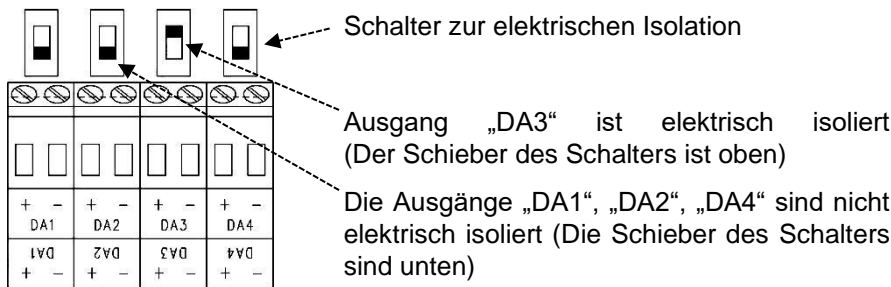 Schalter zur elektrischen Isolation
Ausgang „DA3“ ist elektrisch isoliert
(Der Schieber des Schalters ist oben)
Die Ausgänge „DA1“, „DA2“, „DA4“ sind nicht
elektrisch isoliert (Die Schieber des Schalters
sind unten)
+ − + − + − + −
DA1 DA2 DA3 DA4
DA1 DA2 DA3 DA4
+ − + − + − + −